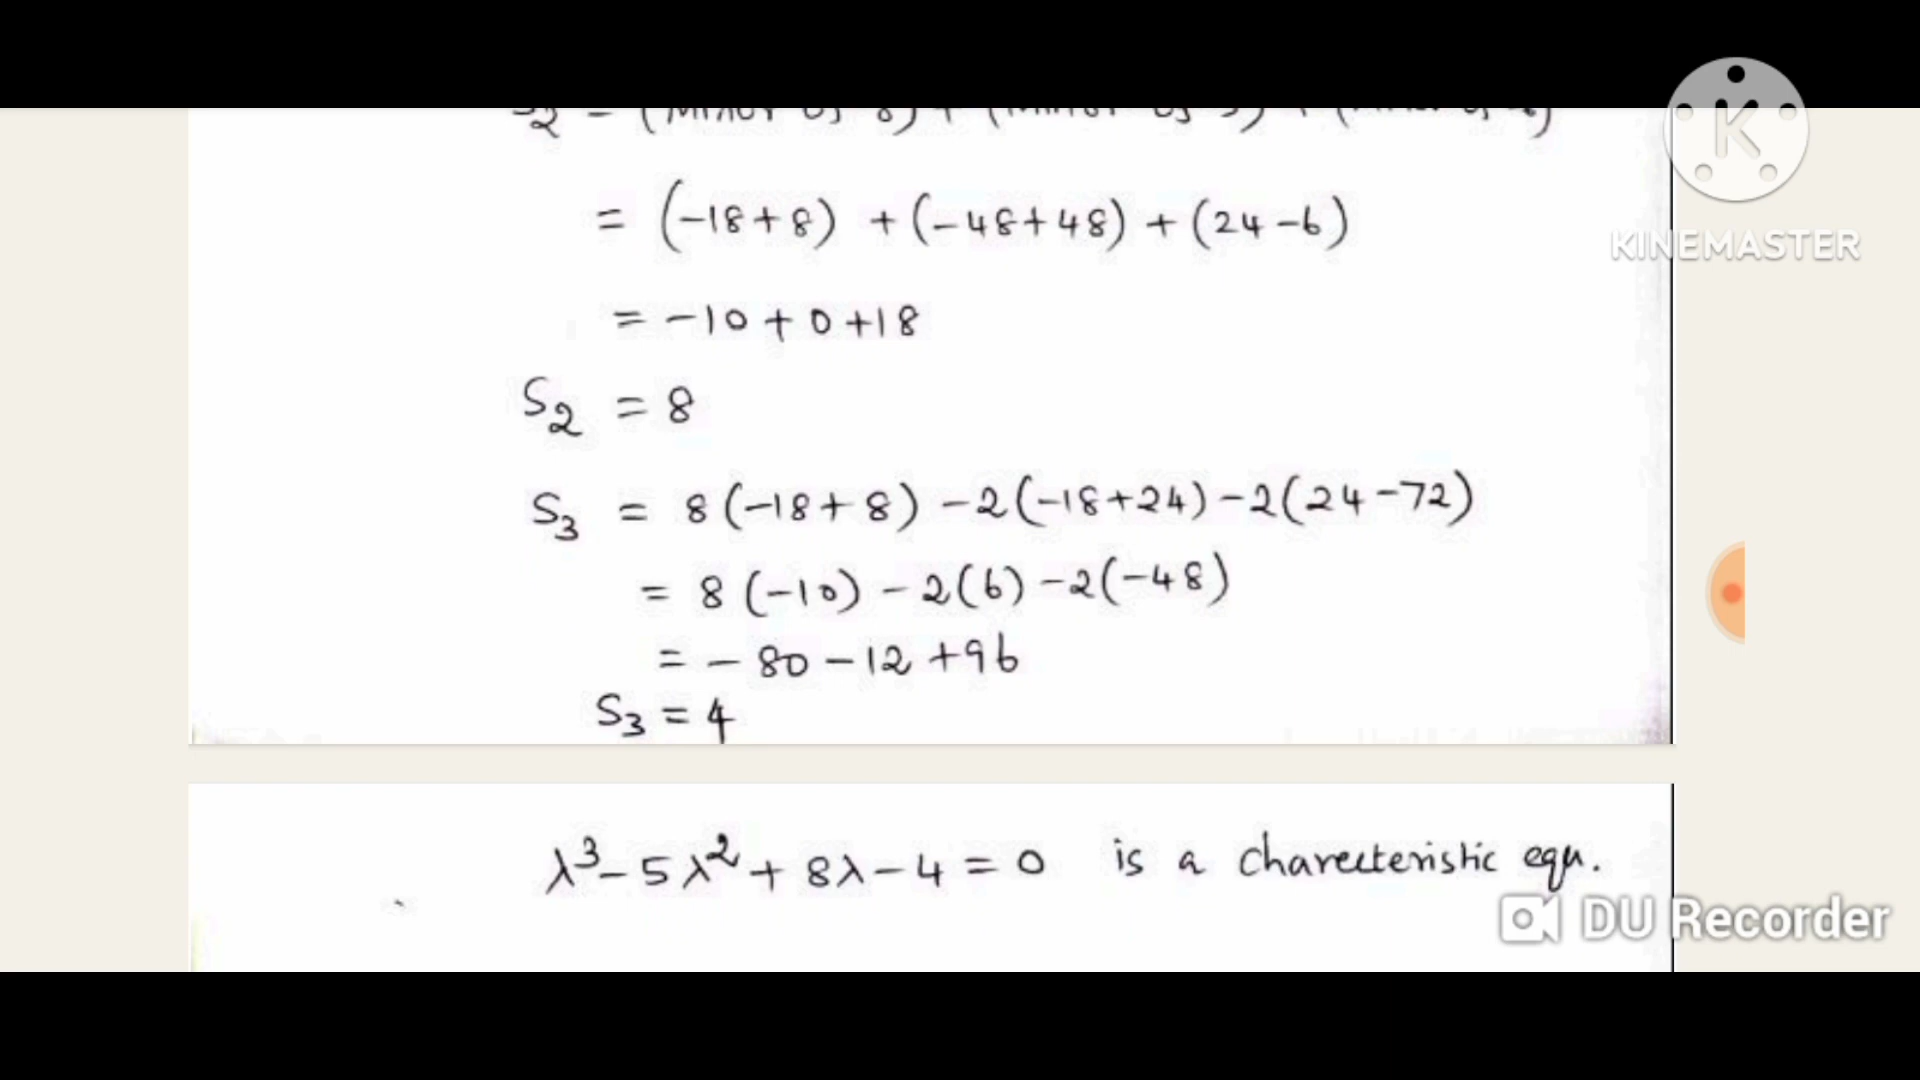 = (-18+8) + (-48+48) + (24-6)
= -10+0+18
S₂ = 8
S₃ = 8(-18+8) -2(-18+24) -2(24-72)
= 8(-10) -2(6) -2(-48)
= -80-12+96
S₃ = 4
λ³-5λ²+8λ-4=0 is a charecteristic equ.
KINEMASTER
DU Recorder